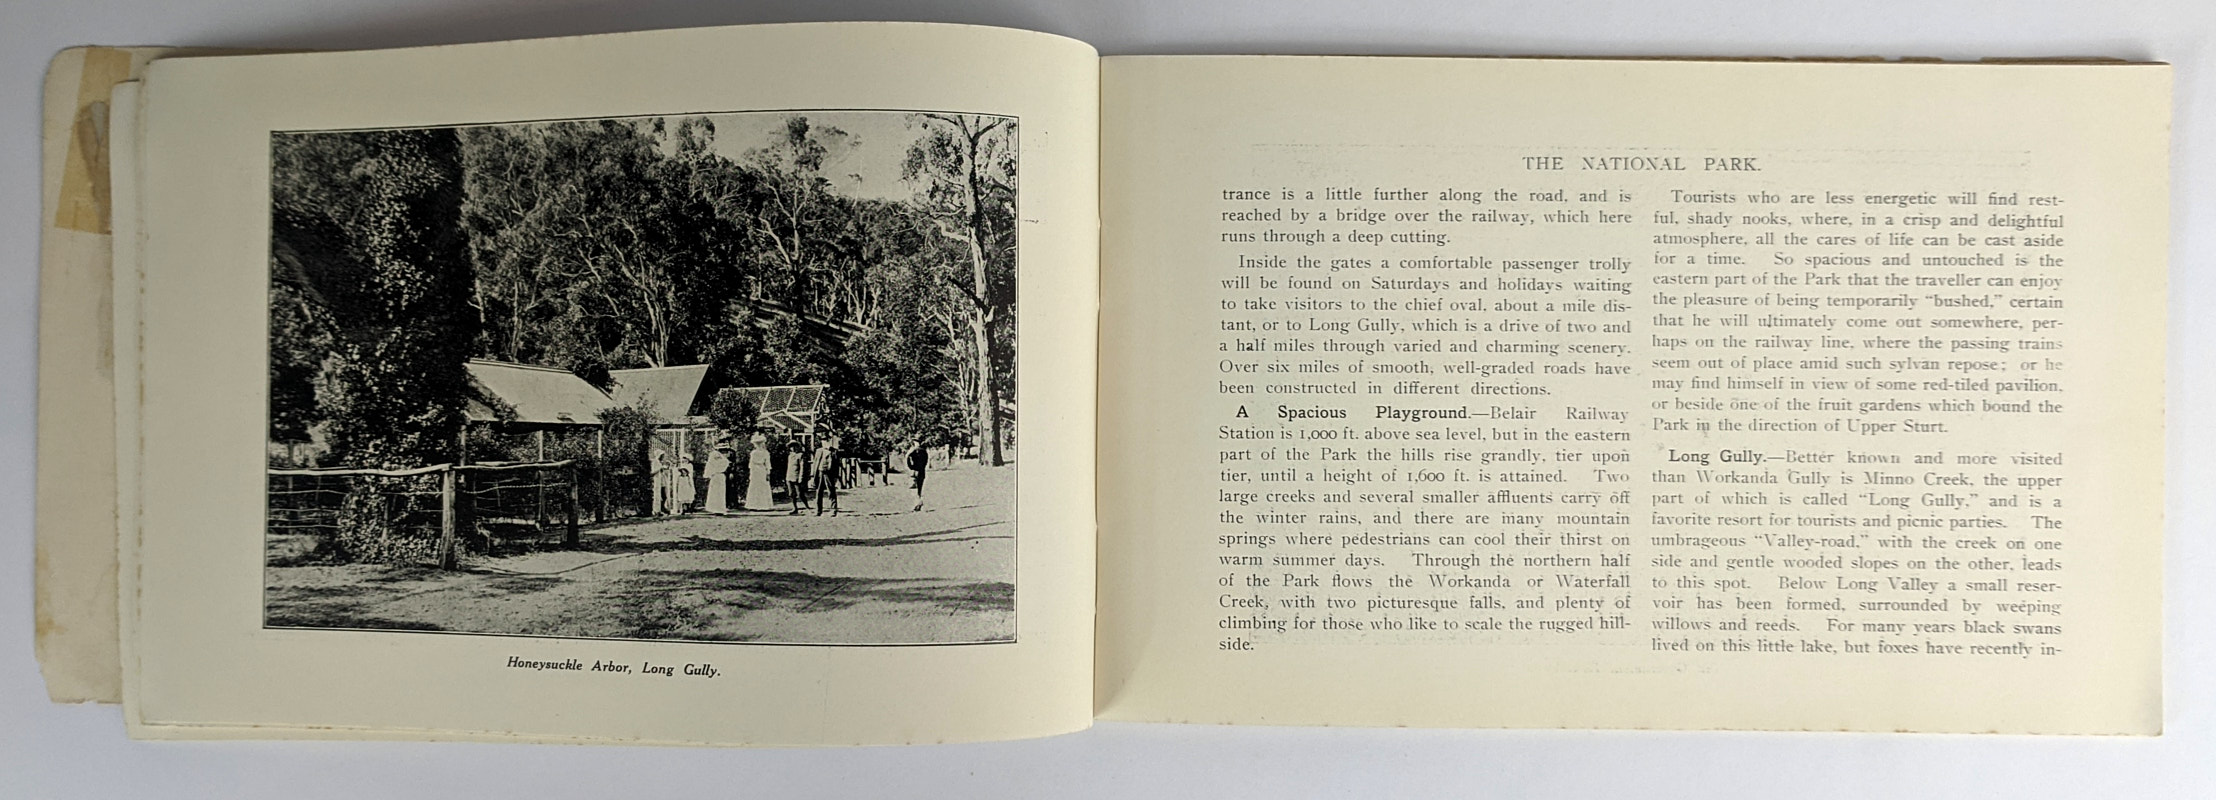 Honeysuckle Arbor, Long Gully.
THE NATIONAL PARK.
trance is a little further along the road, and is
reached by a bridge over the railway, which here
runs through a deep cutting.
Inside the gates a comfortable passenger trolly
will be found on Saturdays and holidays waiting
to take visitors to the chief oval, about a mile dis-
tant, or to Long Gully, which is a drive of two and
a half miles through varied and charming scenery.
Over six miles of smooth, well-graded roads have
been constructed in different directions.
A Spacious Playground.—Belair Railway
Station is 1,000 ft. above sea level, but in the eastern
part of the Park the hills rise grandly, tier upon
tier, until a height of 1,600 ft. is attained. Two
large creeks and several smaller affluents carry off
the winter rains, and there are many mountain
springs where pedestrians can cool their thirst on
warm summer days. Through the northern half
of the Park flows the Workanda or Waterfall
Creek, with two picturesque falls, and plenty of
climbing for those who like to scale the rugged hill-
side.
Tourists who are less energetic will find rest-
ful, shady nooks, where, in a crisp and delightful
atmosphere, all the cares of life can be cast aside
for a time. So spacious and untouched is the
eastern part of the Park that the traveller can enjoy
the pleasure of being temporarily "bushed," certain
that he will ultimately come out somewhere, per-
haps on the railway line, where the passing trains
seem out of place amid such sylvan repose; or he
may find himself in view of some red-tiled pavilion,
or beside one of the fruit gardens which bound the
Park in the direction of Upper Sturt.
Long Gully.—Better known and more visited
than Workanda Gully is Minno Creek, the upper
part of which is called "Long Gully," and is a
favorite resort for tourists and picnic parties. The
umbrageous "Valley-road," with the creek on one
side and gentle wooded slopes on the other, leads
to this spot. Below Long Valley a small reser-
voir has been formed, surrounded by weeping
willows and reeds. For many years black swans
lived on this little lake, but foxes have recently in-